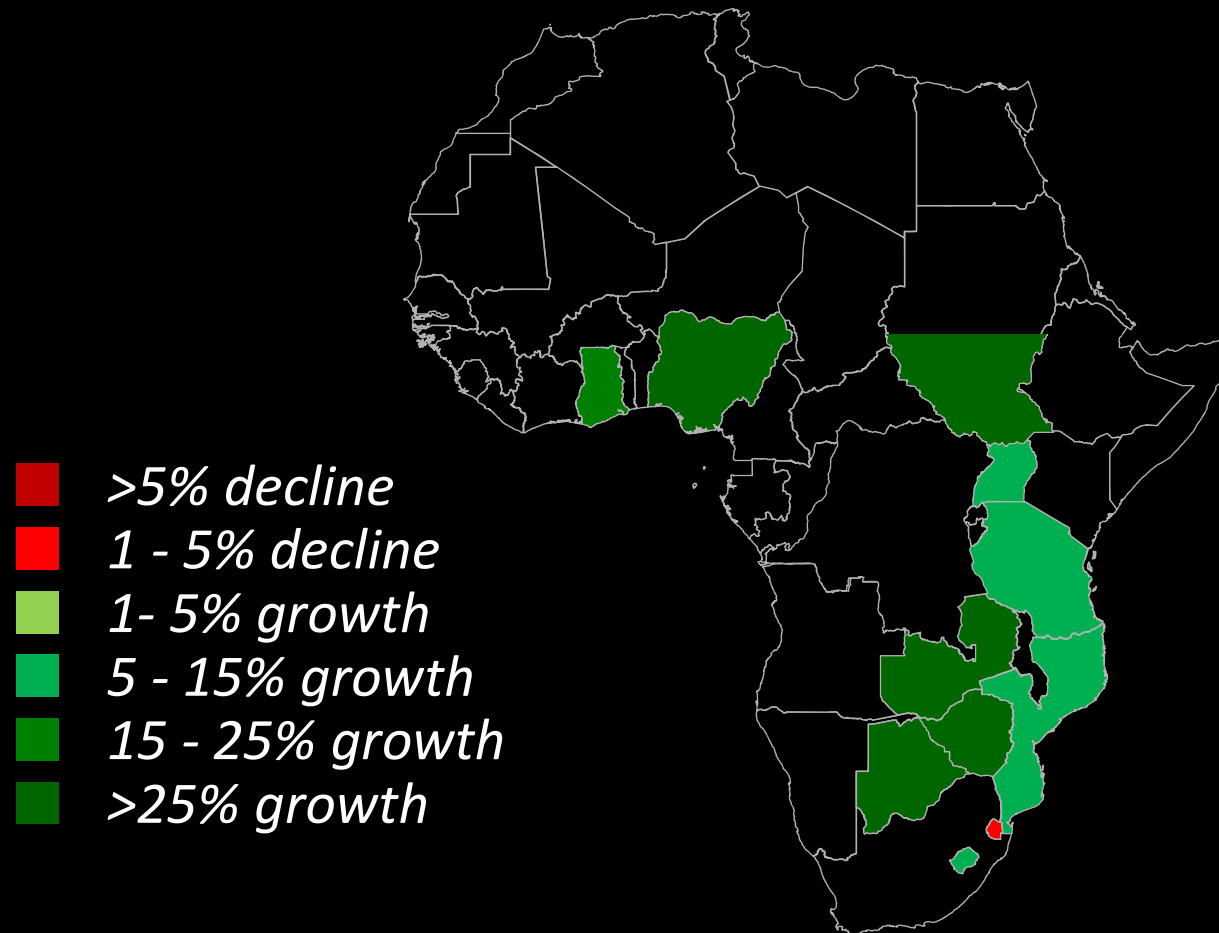 >5% decline
1 - 5% decline
1- 5% growth
5 - 15% growth
15 - 25% growth
>25% growth